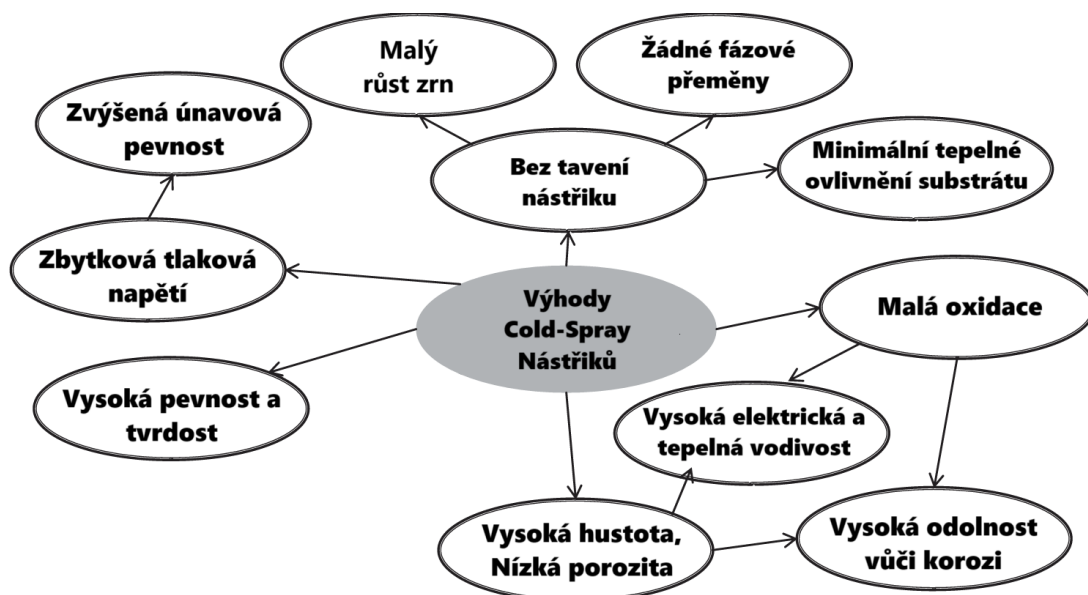 Malý
růst zrn
Žádné fázové
přeměny
Zvýšená únavová
pevnost
Bez tavení
nástřiku
Minimální tepelné
ovlivnění substrátu
Zbytková tlaková
napětí
Výhody
Cold-Spray
Nástřiků
Malá oxidace
Vysoká pevnost a
tvrdost
Vysoká elektrická a
tepelná vodivost
Vysoká hustota,
Nízká porozita
Vysoká odolnost
vůči korozi